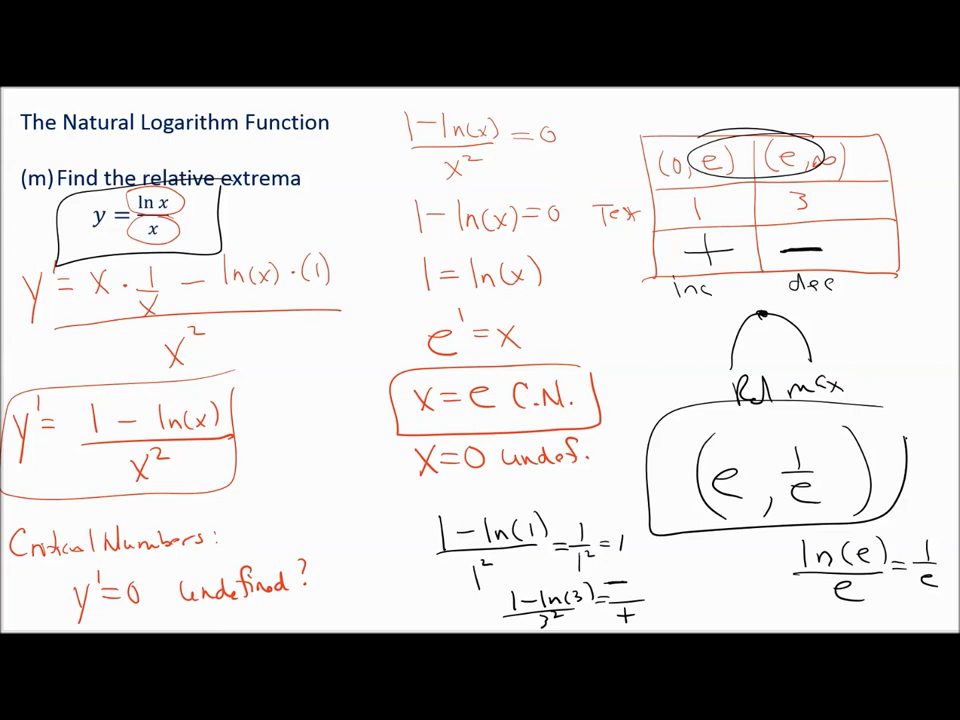 The Natural Logarithm Function
(m) Find the relative extrema
y = ln x / x
y' = x · 1/x − ln(x) · (1) / x²
y' = 1 − ln(x) / x²
Critical Numbers:
y' = 0 undefined?
1 − ln(x) / x² = 0
1 − ln(x) = 0
1 = ln(x)
e¹ = x
x = e C.N.
x = 0 undef.
1 − ln(1) / 1² = 1 / 1² = 1
1 − ln(3) / 3² = − / +
(0, e) (e, ∞)
Test 1 3
+ −
inc dec
Rel max
(e, 1/e)
ln(e) / e = 1/e